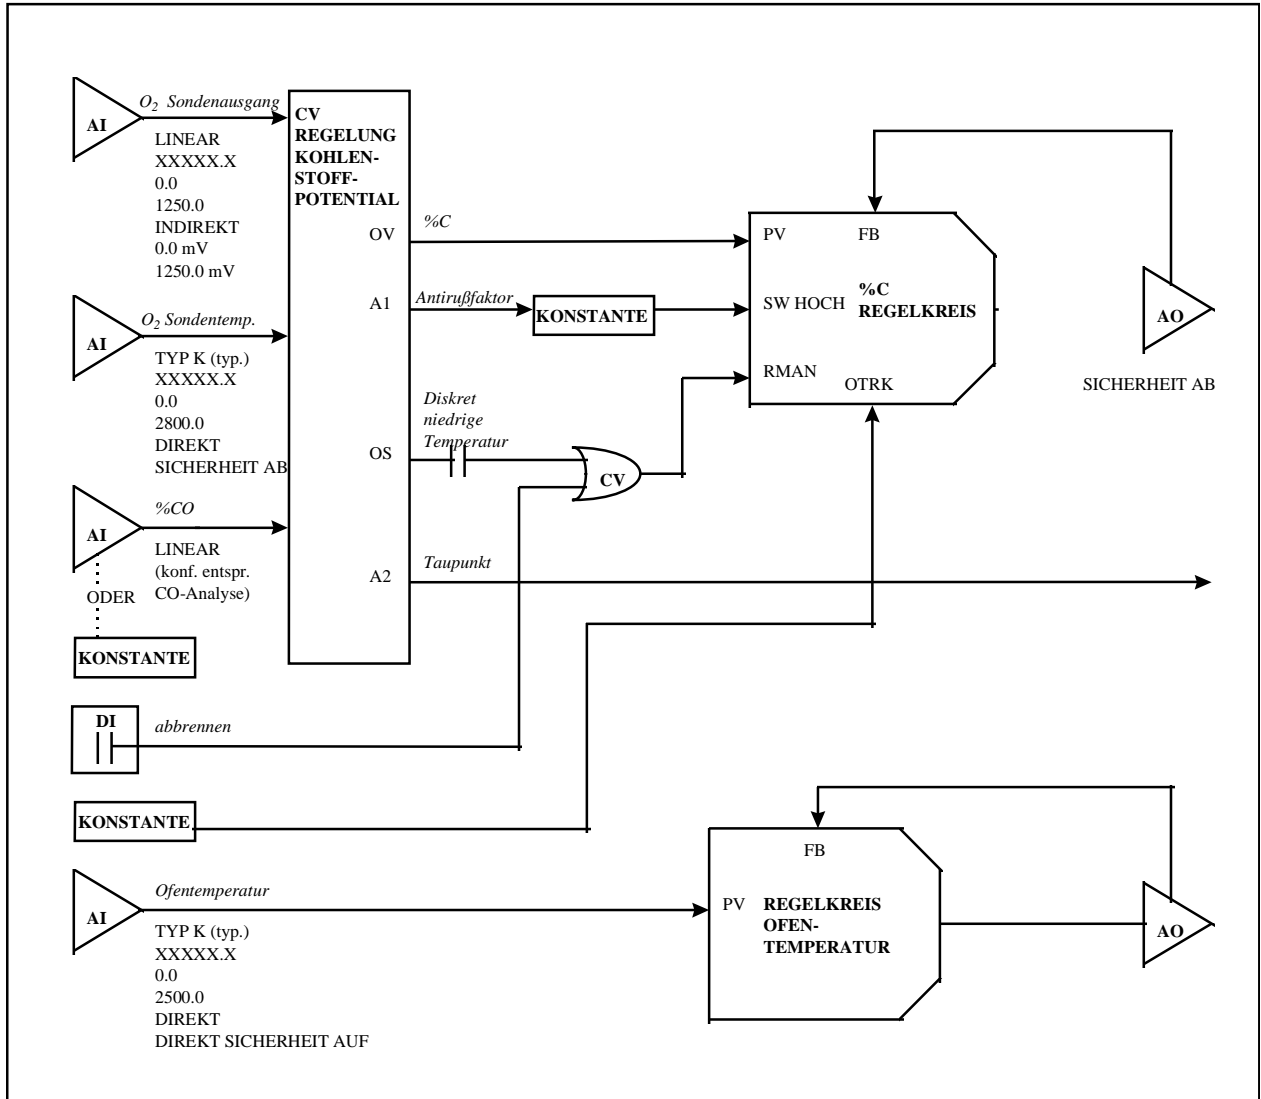 O2 Sondenausgang
AI
LINEAR
XXXXX.X
0.0
1250.0
INDIREKT
0.0 mV
1250.0 mV
O2 Sondentemp.
AI
TYP K (typ.)
XXXXX.X
0.0
2800.0
DIREKT
SICHERHEIT AB
%CO
AI
LINEAR
(konf. entspr.
CO-Analyse)
ODER
KONSTANTE
DI
abbrennen
KONSTANTE
Ofentemperatur
AI
TYP K (typ.)
XXXXX.X
0.0
2500.0
DIREKT
DIREKT SICHERHEIT AUF
CV
REGELUNG
KOHLEN-
STOFF-
POTENTIAL
OV
A1
OS
A2
%C
Antirußfaktor
KONSTANTE
Diskret
niedrige
Temperatur
CV
Taupunkt
PV FB
SW HOCH
%C
REGELKREIS
RMAN
OTRK
AO
SICHERHEIT AB
FB
PV
REGELKREIS
OFEN-
TEMPERATUR
AO